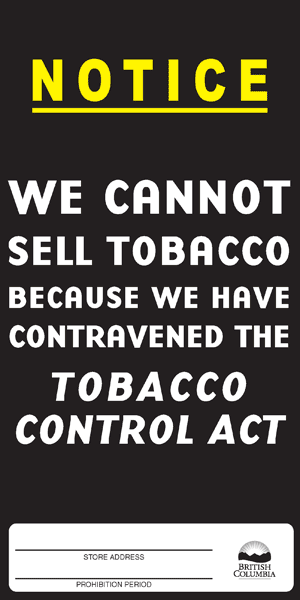 NOTICE
WE CANNOT
SELL TOBACCO
BECAUSE WE HAVE
CONTRAVENED THE
TOBACCO
CONTROL ACT
STORE ADDRESS
PROHIBITION PERIOD
BRITISH
COLUMBIA